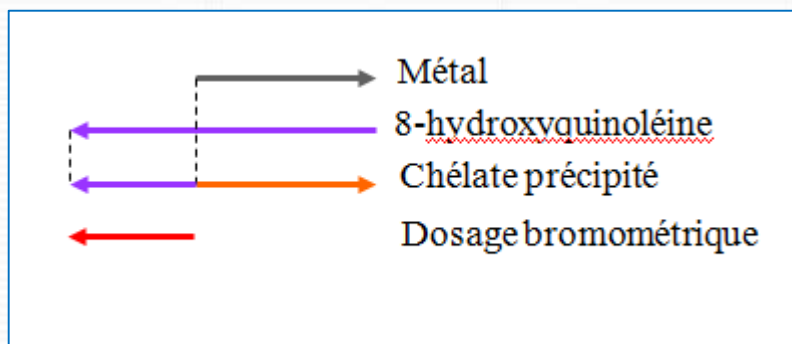 Métal
8-hydroxyquinoléine
Chélate précipité
Dosage bromométrique